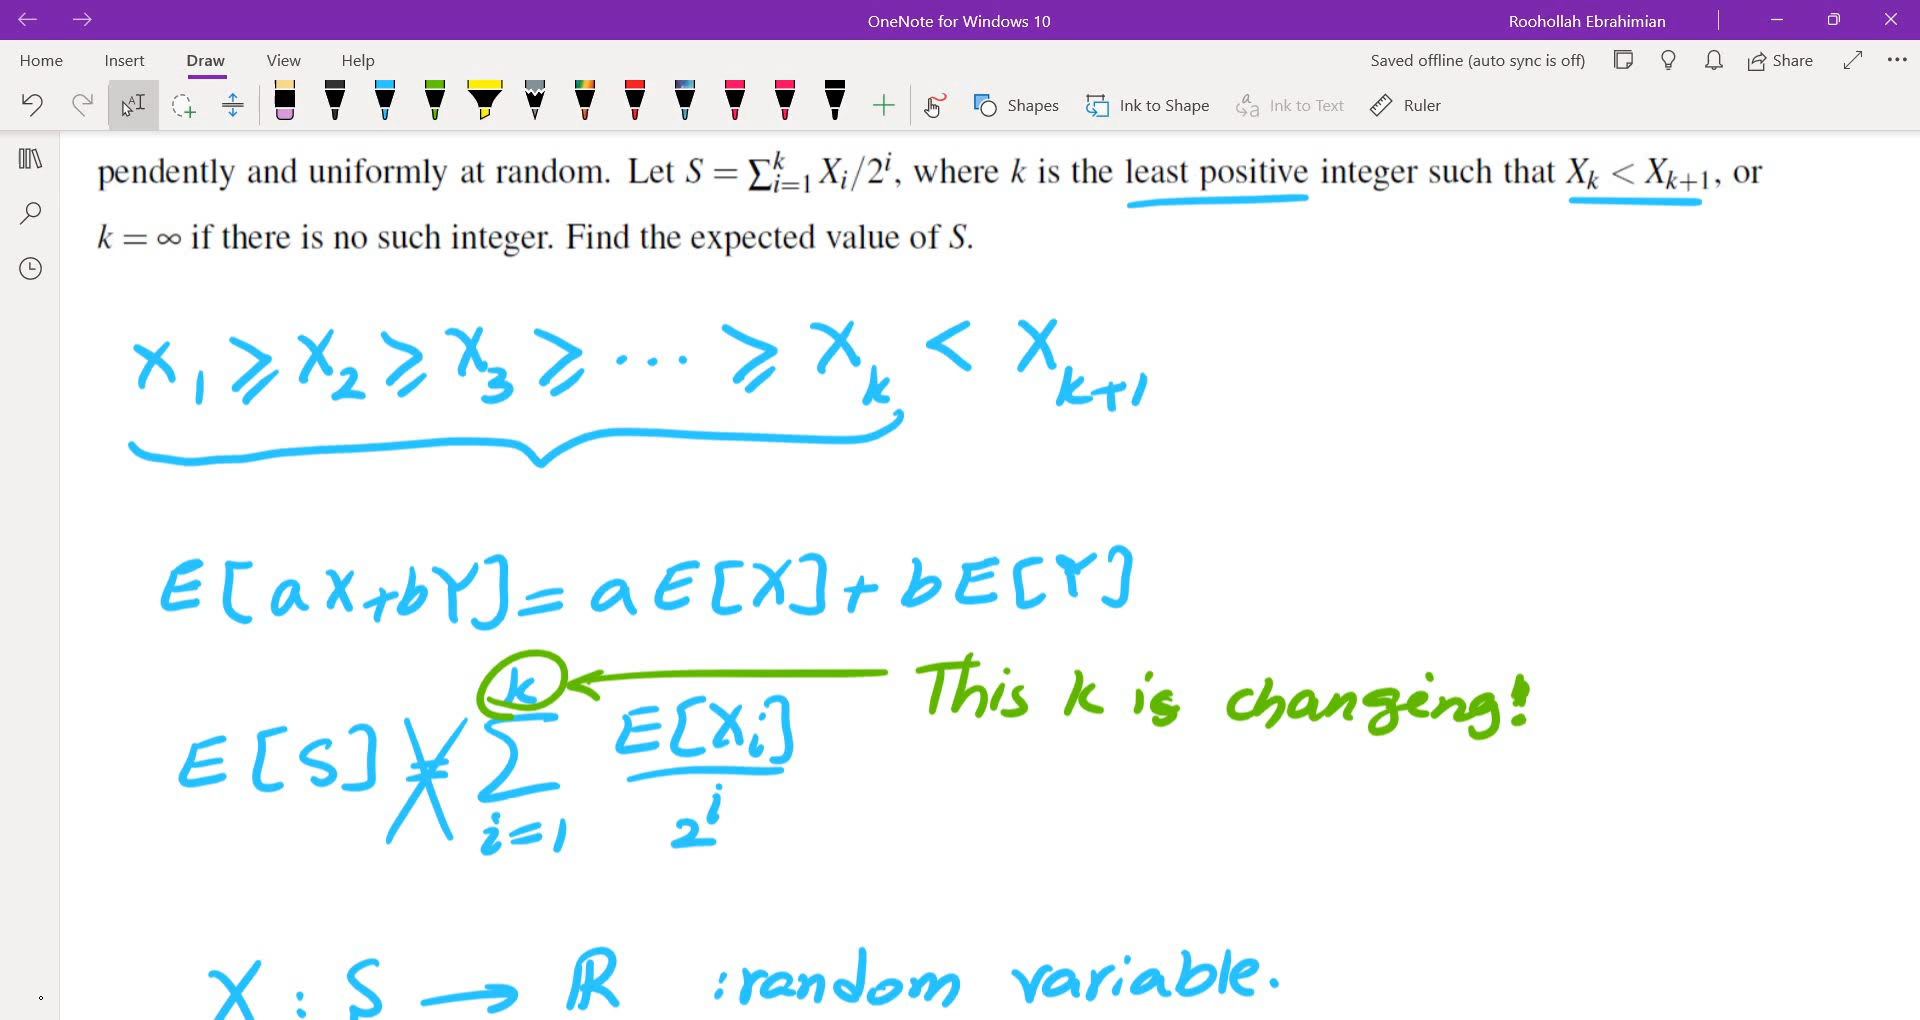 OneNote for Windows 10
Roohollah Ebrahimian
Home Insert Draw View Help
Saved offline (auto sync is off) Share
Shapes Ink to Shape Ink to Text Ruler
pendently and uniformly at random. Let S = ∑_{i=1}^{k} X_i/2^i, where k is the least positive integer such that X_k < X_{k+1}, or
k = ∞ if there is no such integer. Find the expected value of S.
X_1 ⩾ X_2 ⩾ X_3 ⩾ ... ⩾ X_k < X_{k+1}
E[aX+bY] = aE[X] + bE[Y]
This k is changing!
E[S] = ∑_{i=1}^{k} E[X_i]/2^i
X : S → ℝ : random variable.